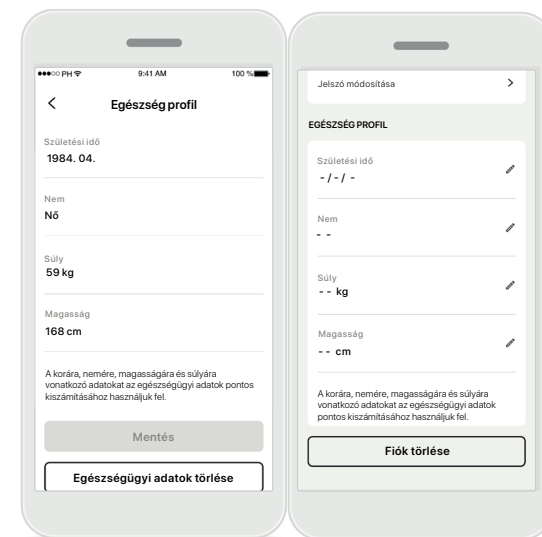 PH
9:41 AM
100 %
Egészség profil
Születési idő
1984. 04.
Nem
Nő
Súly
59 kg
Magasság
168 cm
A korára, nemére, magasságára és súlyára
vonatkozó adatokat az egészségügyi adatok pontos
kiszámításához használjuk fel.
Mentés
Egészségügyi adatok törlése
Jelszó módosítása
EGÉSZSÉG PROFIL
Születési idő
- / - / -
Nem
- -
Súly
- - kg
Magasság
- - cm
A korára, nemére, magasságára és súlyára
vonatkozó adatokat az egészségügyi adatok
pontos kiszámításához használjuk fel.
Fiók törlése